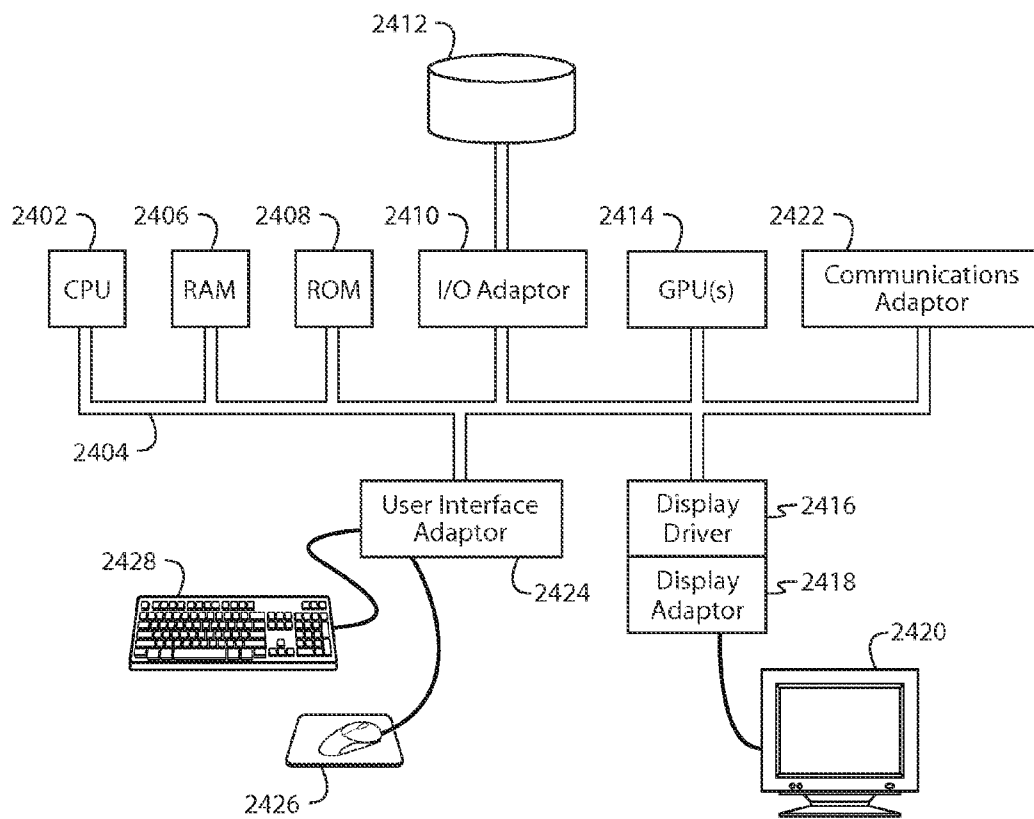 2412
2402
2406
2408
2410
2414
2422
CPU
RAM
ROM
I/O Adaptor
GPU(s)
Communications
Adaptor
2404
User Interface
Adaptor
2424
Display
Driver
2416
Display
Adaptor
2418
2428
2426
2420